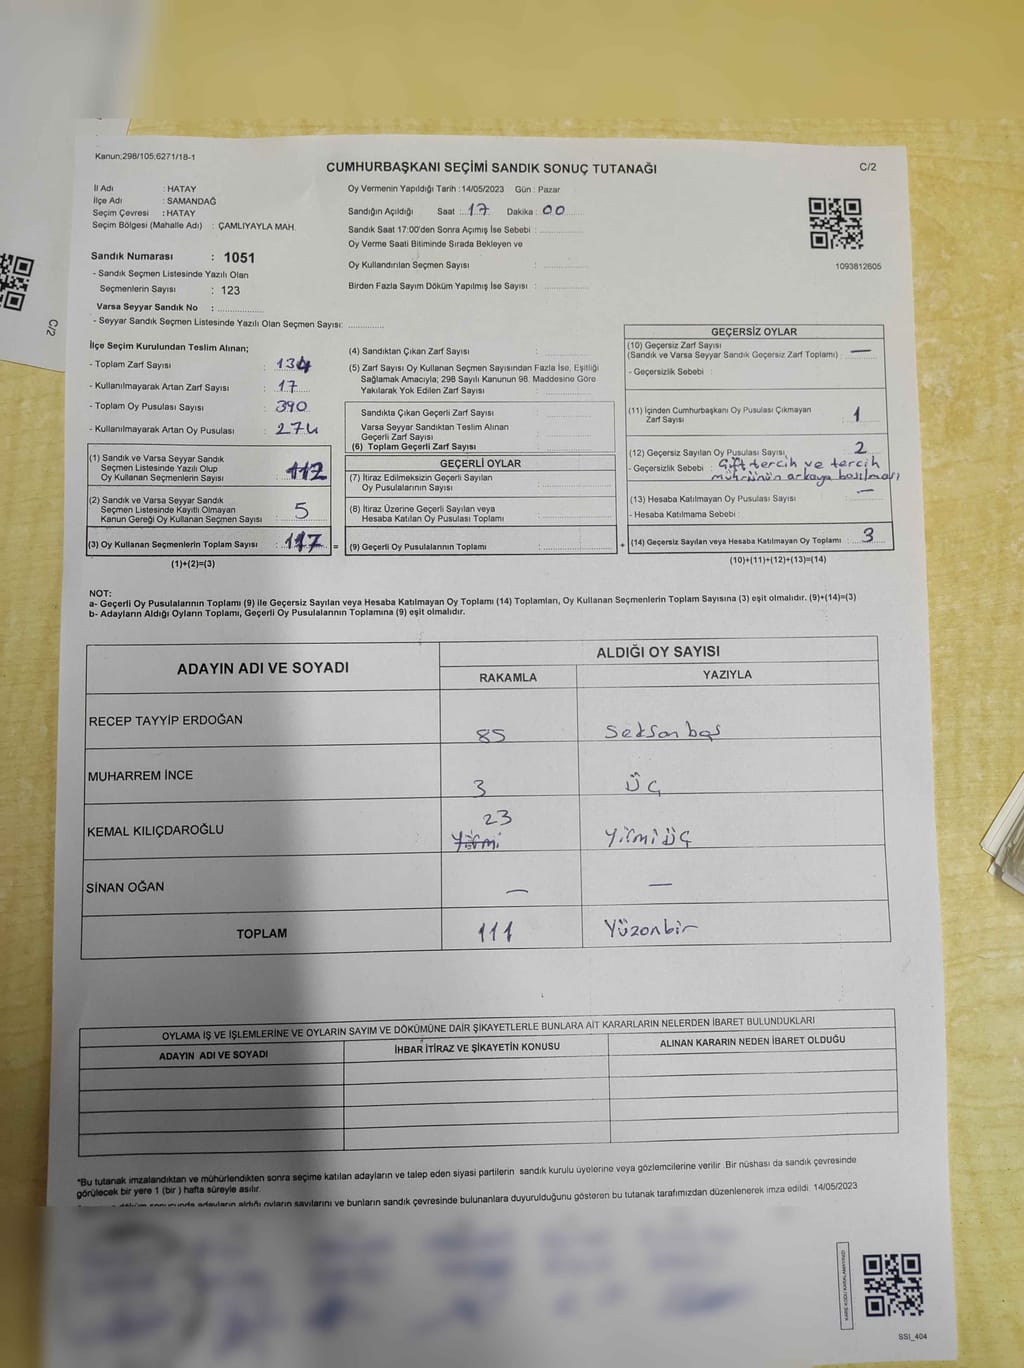 Kanun;298/105;6271/18-1
CUMHURBAŞKANI SEÇİMİ SANDIK SONUÇ TUTANAĞI
C/2
İl Adı : HATAY
İlçe Adı : SAMANDAĞ
Seçim Çevresi : HATAY
Seçim Bölgesi (Mahalle Adı) : ÇAMLIYAYLA MAH.
Oy Vermenin Yapıldığı Tarih : 14/05/2023 Gün : Pazar
Sandığın Açıldığı Saat : 17 Dakika : 00
Sandık Saat 17:00'den Sonra Açımış İse Sebebi :
Oy Verme Saati Bitiminde Sırada Bekleyen ve
Oy Kullandırılan Seçmen Sayısı :
Birden Fazla Sayım Döküm Yapılmış İse Sayısı :
1093812605
Sandık Numarası : 1051
- Sandık Seçmen Listesinde Yazılı Olan
Seçmenlerin Sayısı : 123
Varsa Seyyar Sandık No :
- Seyyar Sandık Seçmen Listesinde Yazılı Olan Seçmen Sayısı:
C/2
İlçe Seçim Kurulundan Teslim Alınan;
- Toplam Zarf Sayısı : 134
- Kullanılmayarak Artan Zarf Sayısı : 17
- Toplam Oy Pusulası Sayısı : 390
- Kullanılmayarak Artan Oy Pusulası : 274
(1) Sandık ve Varsa Seyyar Sandık
Seçmen Listesinde Yazılı Olup
Oy Kullanan Seçmenlerin Sayısı : 112
(2) Sandık ve Varsa Seyyar Sandık
Seçmen Listesinde Kayıtlı Olmayan
Kanun Gereği Oy Kullanan Seçmen Sayısı : 5
(3) Oy Kullanan Seçmenlerin Toplam Sayısı : 117 =
(1)+(2)=(3)
(4) Sandıktan Çıkan Zarf Sayısı :
(5) Zarf Sayısı Oy Kullanan Seçmen Sayısından Fazla İse, Eşitliği
Sağlamak Amacıyla; 298 Sayılı Kanunun 98. Maddesine Göre
Yakılarak Yok Edilen Zarf Sayısı :
Sandıkta Çıkan Geçerli Zarf Sayısı :
Varsa Seyyar Sandıktan Teslim Alınan
Geçerli Zarf Sayısı :
(6) Toplam Geçerli Zarf Sayısı :
GEÇERLİ OYLAR
(7) İtiraz Edilmeksizin Geçerli Sayılan
Oy Pusulalarının Sayısı :
(8) İtiraz Üzerine Geçerli Sayılan veya
Hesaba Katılan Oy Pusulası Toplamı :
(9) Geçerli Oy Pusulalarının Toplamı : +
GEÇERSİZ OYLAR
(10) Geçersiz Zarf Sayısı
(Sandık ve Varsa Seyyar Sandık Geçersiz Zarf Toplamı) : —
- Geçersizlik Sebebi :
(11) İçinden Cumhurbaşkanı Oy Pusulası Çıkmayan
Zarf Sayısı : 1
(12) Geçersiz Sayılan Oy Pusulası Sayısı : 2
- Geçersizlik Sebebi : Çift tercih ve tercih
mührünün arkaya basılması
(13) Hesaba Katılmayan Oy Pusulası Sayısı : —
- Hesaba Katılmama Sebebi :
(14) Geçersiz Sayılan veya Hesaba Katılmayan Oy Toplamı : 3
(10)+(11)+(12)+(13)=(14)
NOT:
a- Geçerli Oy Pusulalarının Toplamı (9) ile Geçersiz Sayılan veya Hesaba Katılmayan Oy Toplamı (14) Toplamları, Oy Kullanan Seçmenlerin Toplam Sayısına (3) eşit olmalıdır. (9)+(14)=(3)
b- Adayların Aldığı Oyların Toplamı, Geçerli Oy Pusulalarının Toplamına (9) eşit olmalıdır.
ADAYIN ADI VE SOYADI
ALDIĞI OY SAYISI
RAKAMLA YAZIYLA
RECEP TAYYİP ERDOĞAN 85 Seksenbeş
MUHARREM İNCE 3 Üç
KEMAL KILIÇDAROĞLU 23 Yirmi Yirmiüç
SİNAN OĞAN — —
TOPLAM 111 Yüzonbir
OYLAMA İŞ VE İŞLEMLERİNE VE OYLARIN SAYIM VE DÖKÜMÜNE DAİR ŞİKAYETLERLE BUNLARA AİT KARARLARIN NELERDEN İBARET BULUNDUKLARI
ADAYIN ADI VE SOYADI İHBAR İTİRAZ VE ŞİKAYETİN KONUSU ALINAN KARARIN NEDEN İBARET OLDUĞU
*Bu tutanak imzalandıktan ve mühürlendikten sonra seçime katılan adayların ve talep eden siyasi partilerin sandık kurulu üyelerine veya gözlemcilerine verilir .Bir nüshası da sandık çevresinde
görülecek bir yere 1 (bir ) hafta süreyle asılır.
sonucunda adayların aldığı oyların sayılarını ve bunların sandık çevresinde bulunanlara duyurulduğunu gösteren bu tutanak tarafımızdan düzenlenerek imza edildi. 14/05/2023
KARE KODU KARALAMAYINIZ!
SSI_404